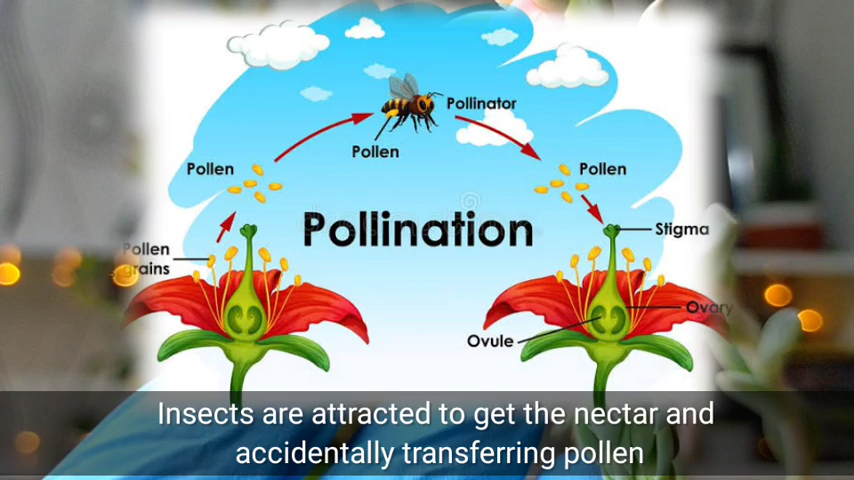 Pollinator
Pollen
Pollen
Pollen
Pollination
Stigma
Pollen
grains
Ovary
Ovule
Insects are attracted to get the nectar and
accidentally transferring pollen